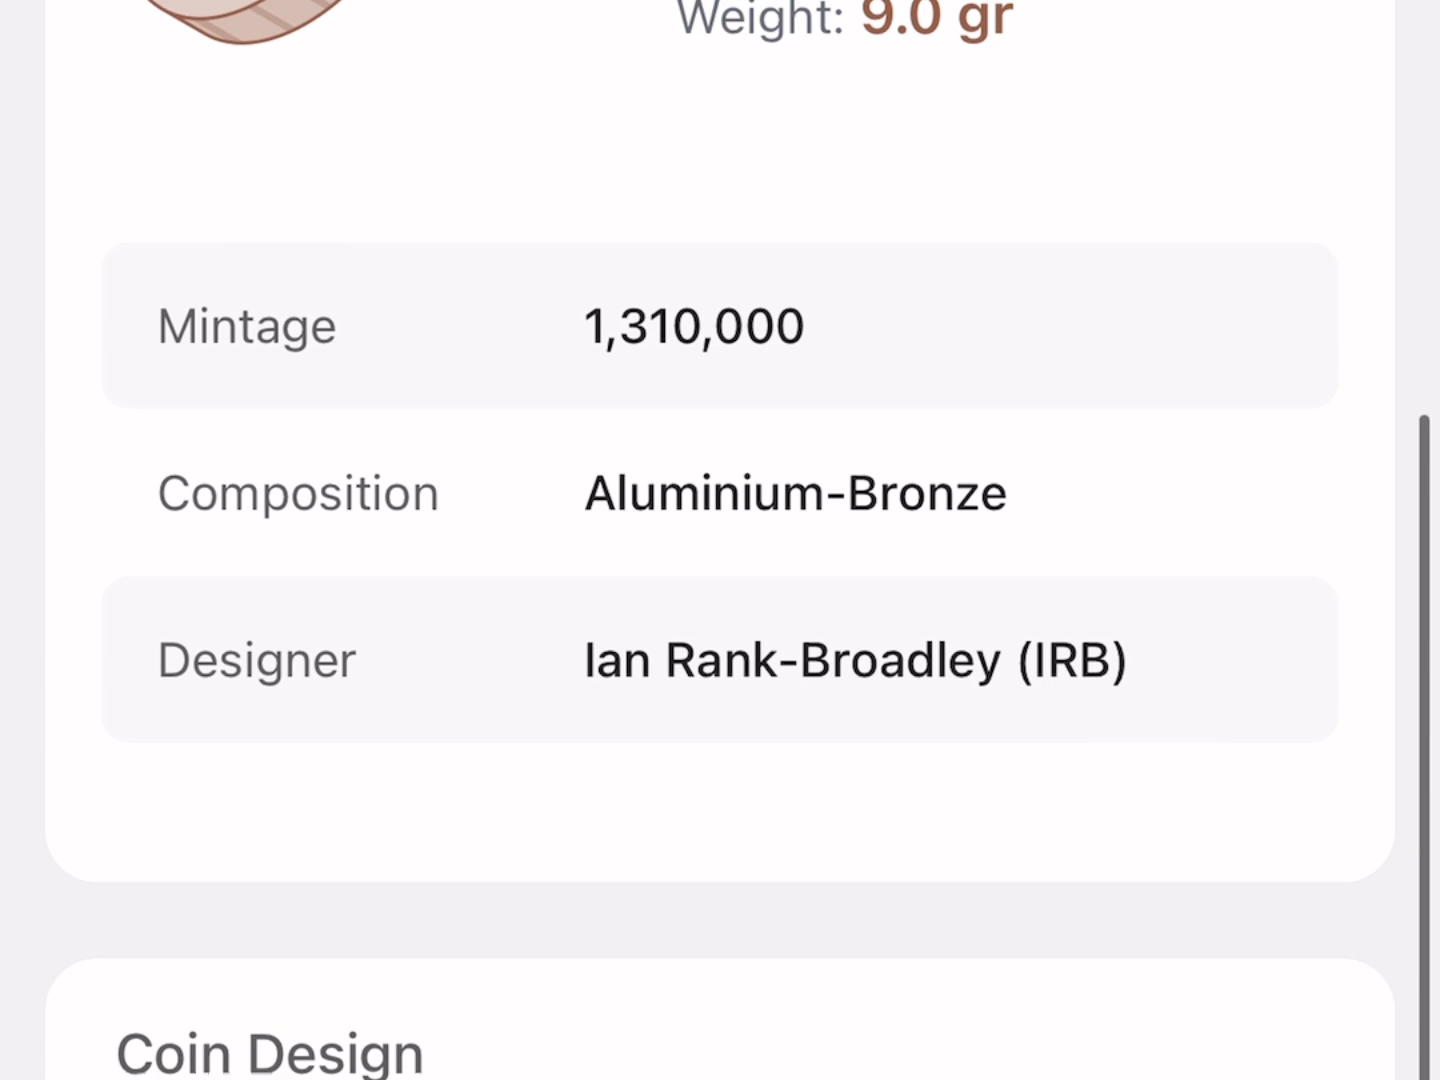 Weight: 9.0 gr
Mintage 1,310,000
Composition Aluminium-Bronze
Designer Ian Rank-Broadley (IRB)
Coin Design